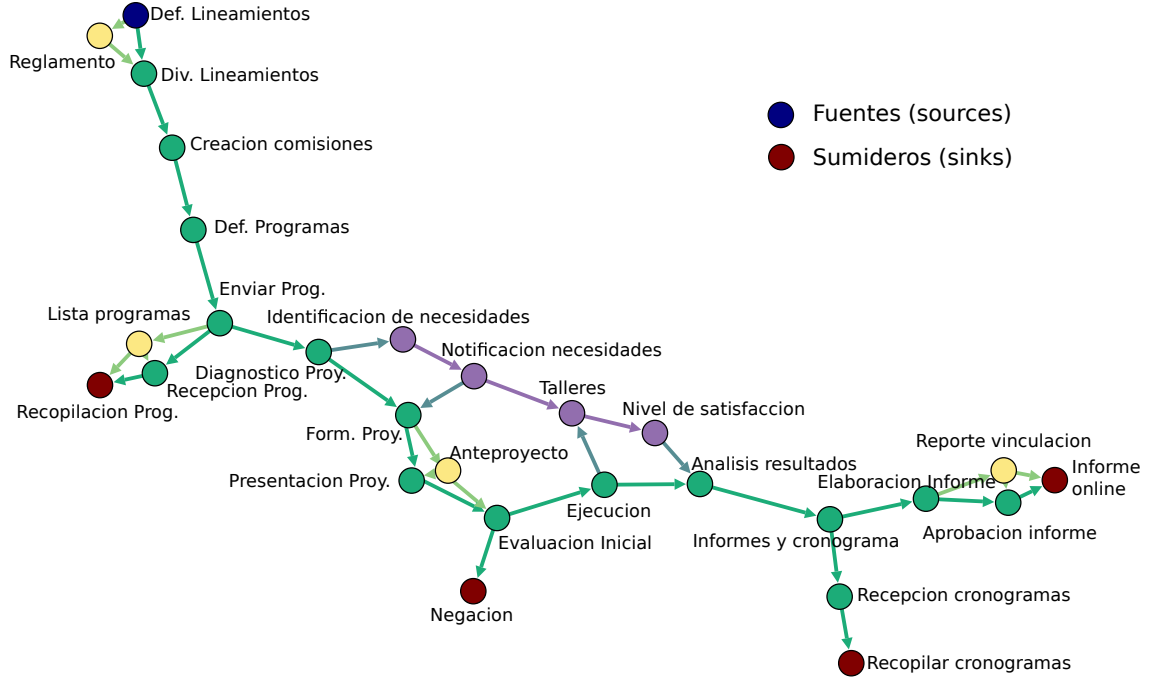 Def. Lineamientos
Reglamento
Div. Lineamientos
Fuentes (sources)
Creacion comisiones
Sumideros (sinks)
Def. Programas
Enviar Prog.
Lista programas
Identificacion de necesidades
Notificacion necesidades
Diagnostico Proy.
Recepcion Prog.
Talleres
Recopilacion Prog.
Nivel de satisfaccion
Form. Proy.
Reporte vinculacion
Anteproyecto
Analisis resultados
Informe
online
Presentacion Proy.
Elaboracion Informe
Ejecucion
Aprobacion informe
Evaluacion Inicial
Informes y cronograma
Recepcion cronogramas
Negacion
Recopilar cronogramas